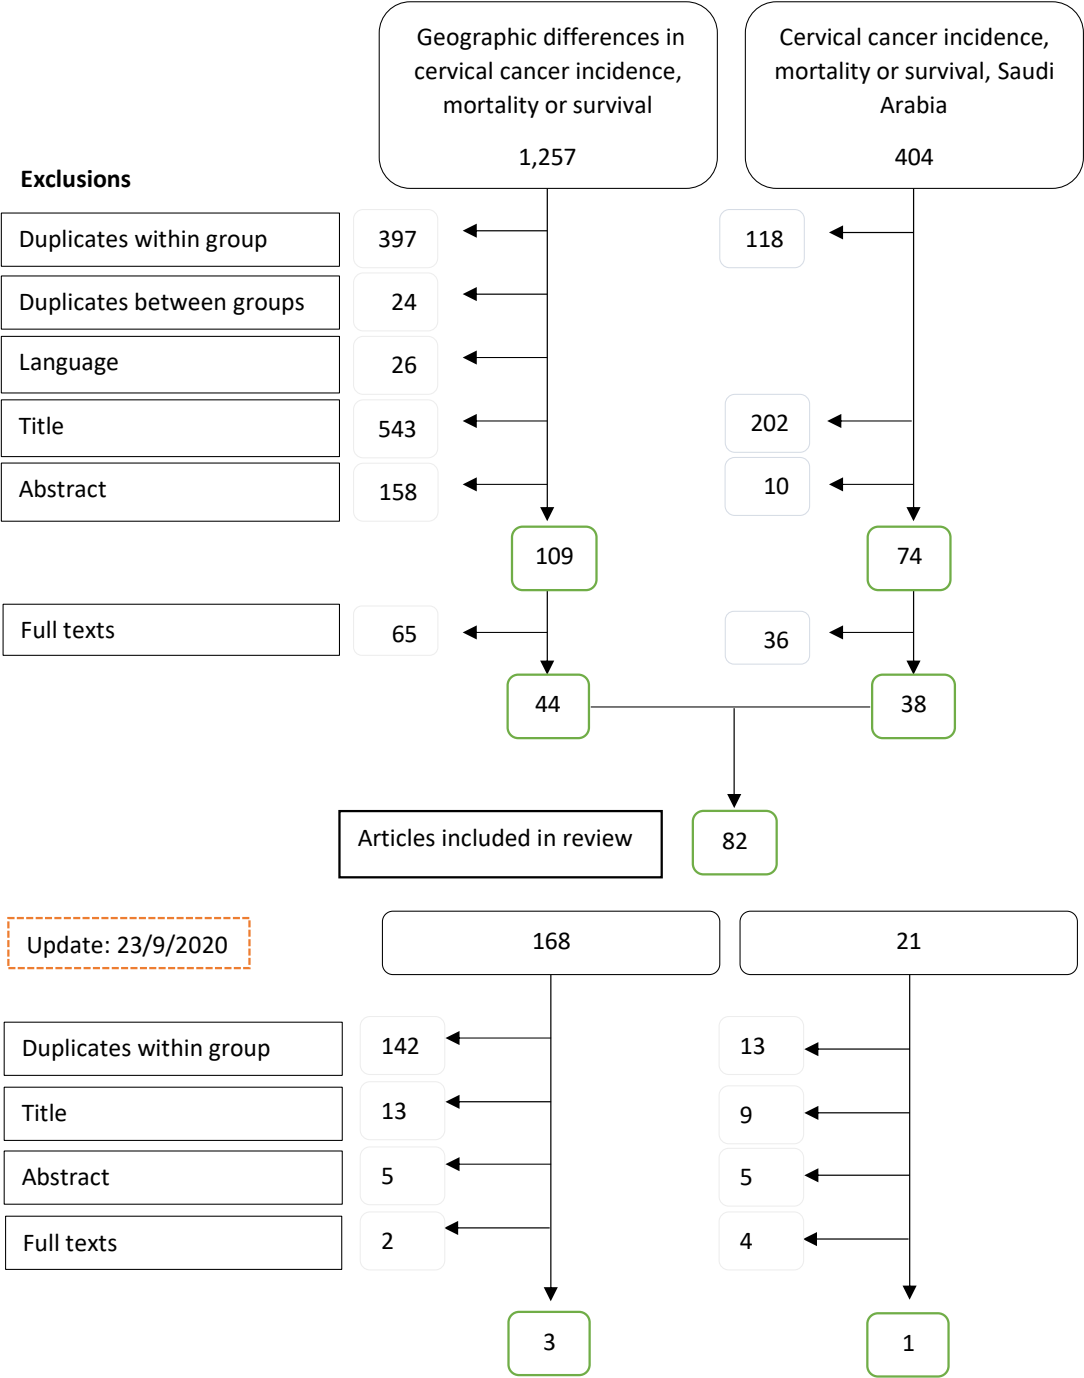 Geographic differences in
cervical cancer incidence,
mortality or survival
1,257
Cervical cancer incidence,
mortality or survival, Saudi
Arabia
404
Exclusions
Duplicates within group
397
118
Duplicates between groups
24
Language
26
Title
543
202
Abstract
158
10
109
74
Full texts
65
36
44
38
Articles included in review
82
Update: 23/9/2020
168
21
Duplicates within group
142
13
Title
13
9
Abstract
5
5
Full texts
2
4
3
1